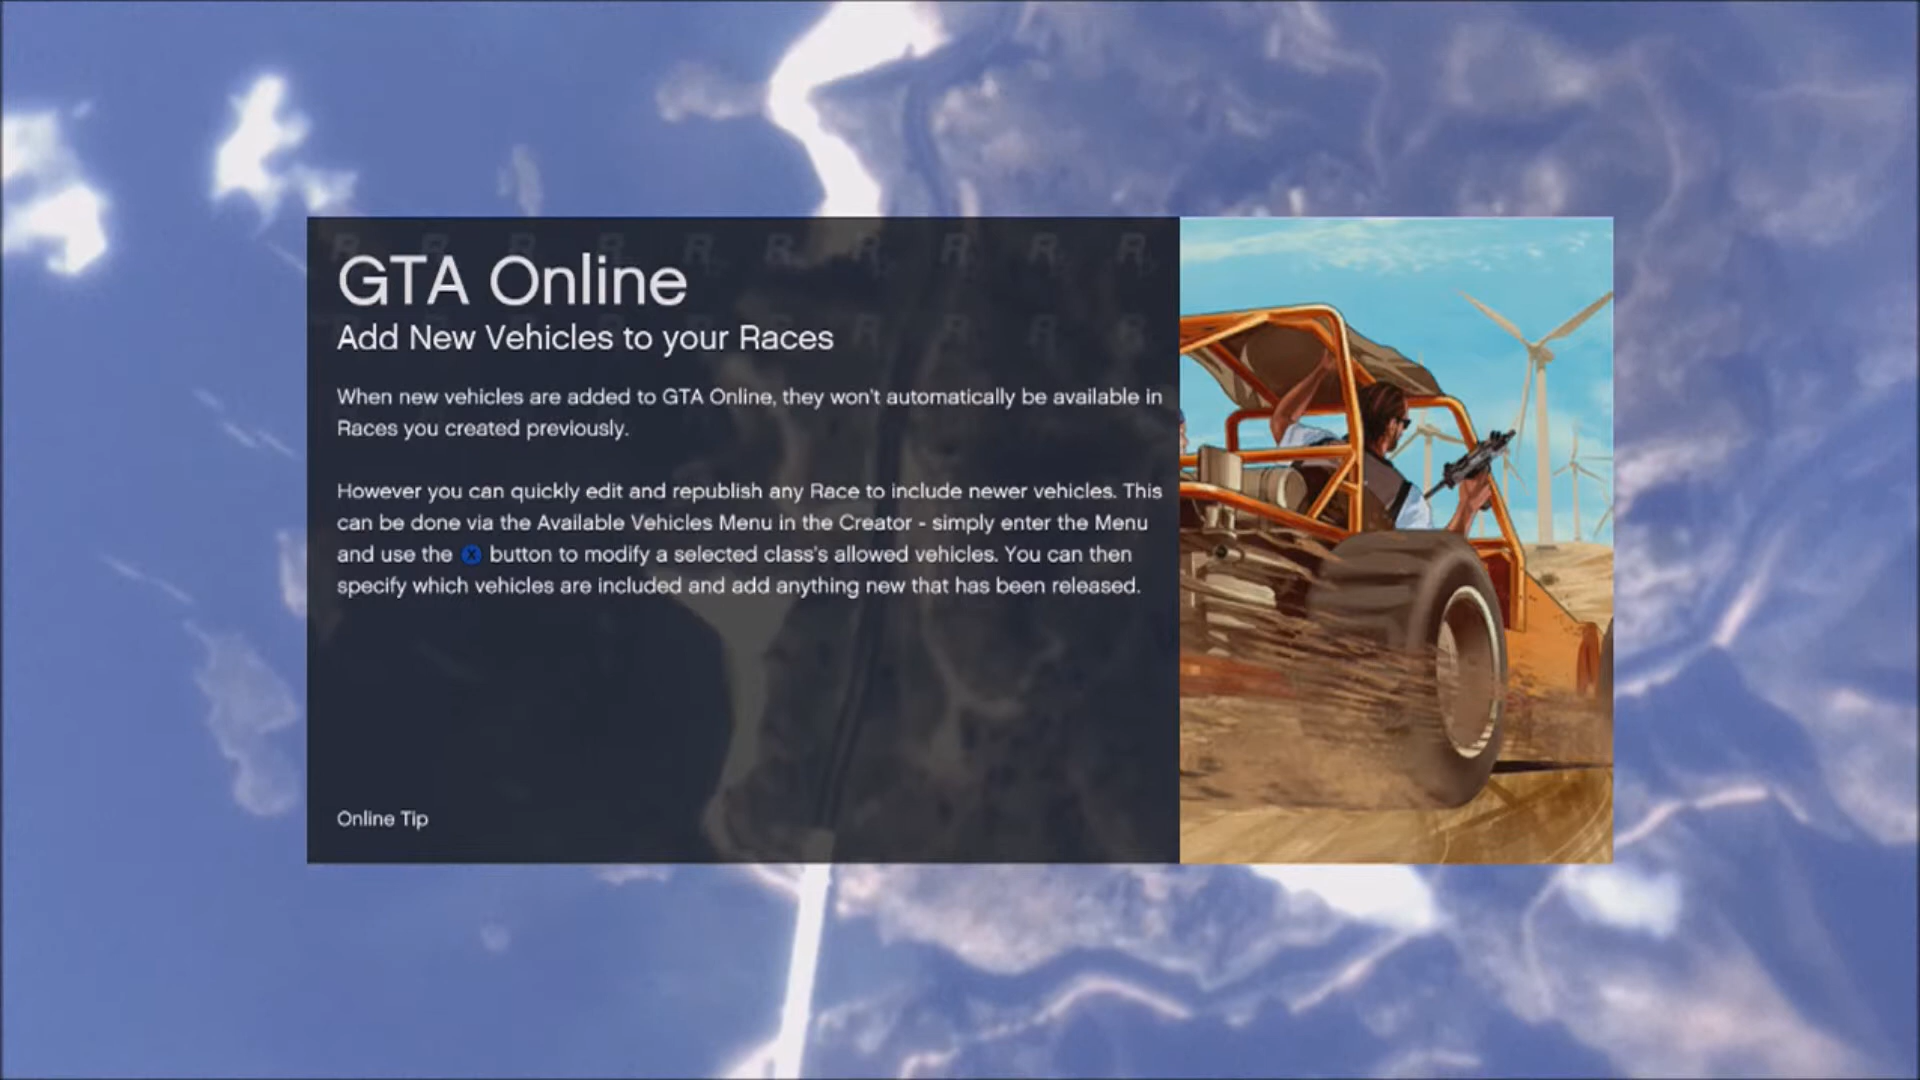 GTA Online
Add New Vehicles to your Races
When new vehicles are added to GTA Online, they won't automatically be available in
Races you created previously.
However you can quickly edit and republish any Race to include newer vehicles. This
can be done via the Available Vehicles Menu in the Creator - simply enter the Menu
and use the X button to modify a selected class's allowed vehicles. You can then
specify which vehicles are included and add anything new that has been released.
Online Tip